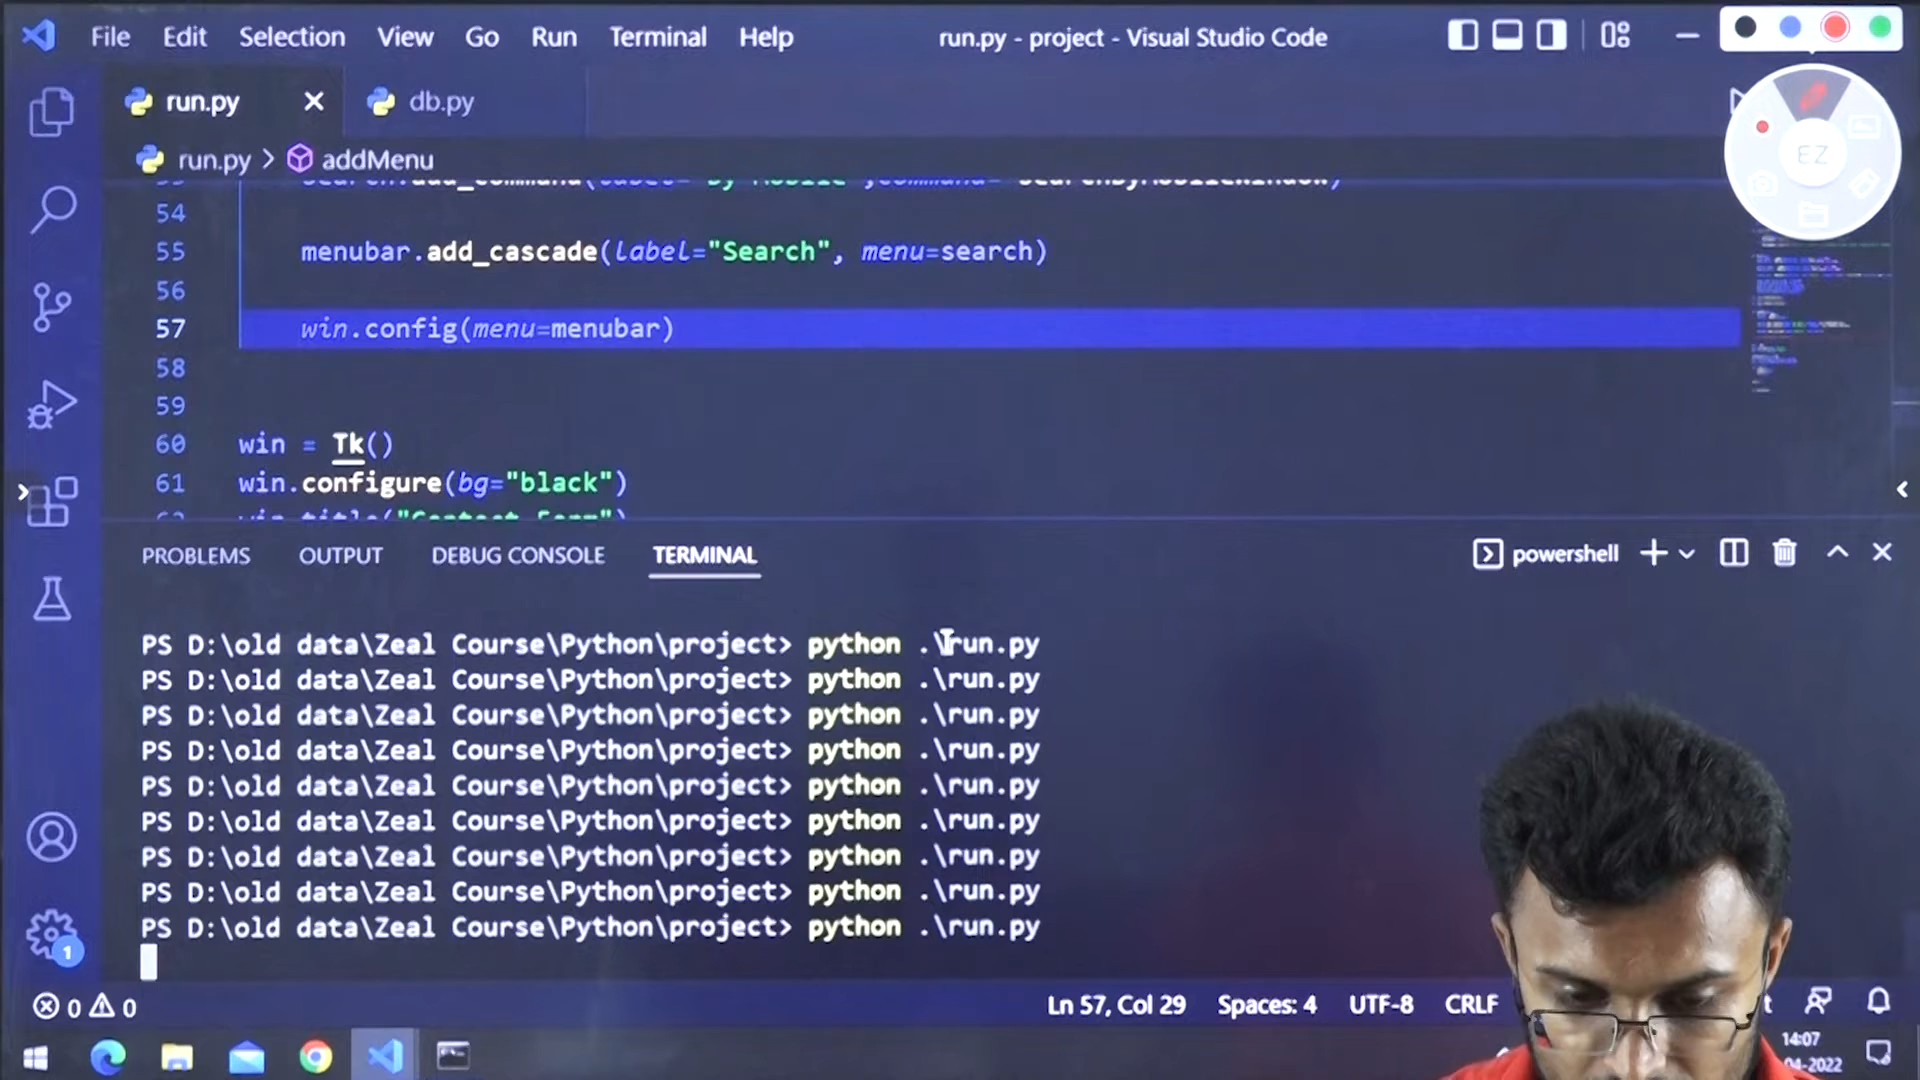 File Edit Selection View Go Run Terminal Help run.py - project - Visual Studio Code
run.py db.py
run.py > addMenu
EZ
54
55 menubar.add_cascade(label="Search", menu=search)
56
57 win.config(menu=menubar)
58
59
60 win = Tk()
61 win.configure(bg="black")
PROBLEMS OUTPUT DEBUG CONSOLE TERMINAL powershell
PS D:\old data\Zeal Course\Python\project> python .\run.py
PS D:\old data\Zeal Course\Python\project> python .\run.py
PS D:\old data\Zeal Course\Python\project> python .\run.py
PS D:\old data\Zeal Course\Python\project> python .\run.py
PS D:\old data\Zeal Course\Python\project> python .\run.py
PS D:\old data\Zeal Course\Python\project> python .\run.py
PS D:\old data\Zeal Course\Python\project> python .\run.py
PS D:\old data\Zeal Course\Python\project> python .\run.py
PS D:\old data\Zeal Course\Python\project> python .\run.py
1
0 0 Ln 57, Col 29 Spaces: 4 UTF-8 CRLF
14:07
04-2022